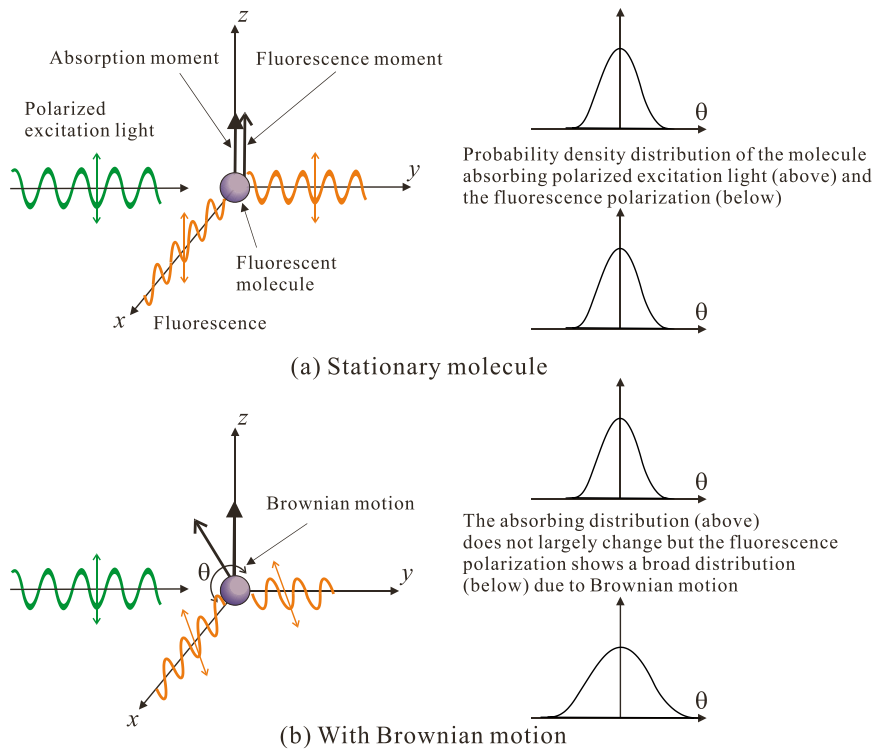 z
Absorption moment
Fluorescence moment
Polarized
excitation light
y
Fluorescent
molecule
x
Fluorescence
θ
Probability density distribution of the molecule
absorbing polarized excitation light (above) and
the fluorescence polarization (below)
θ
(a) Stationary molecule
z
Brownian motion
θ
y
x
θ
The absorbing distribution (above)
does not largely change but the fluorescence
polarization shows a broad distribution
(below) due to Brownian motion
θ
(b) With Brownian motion